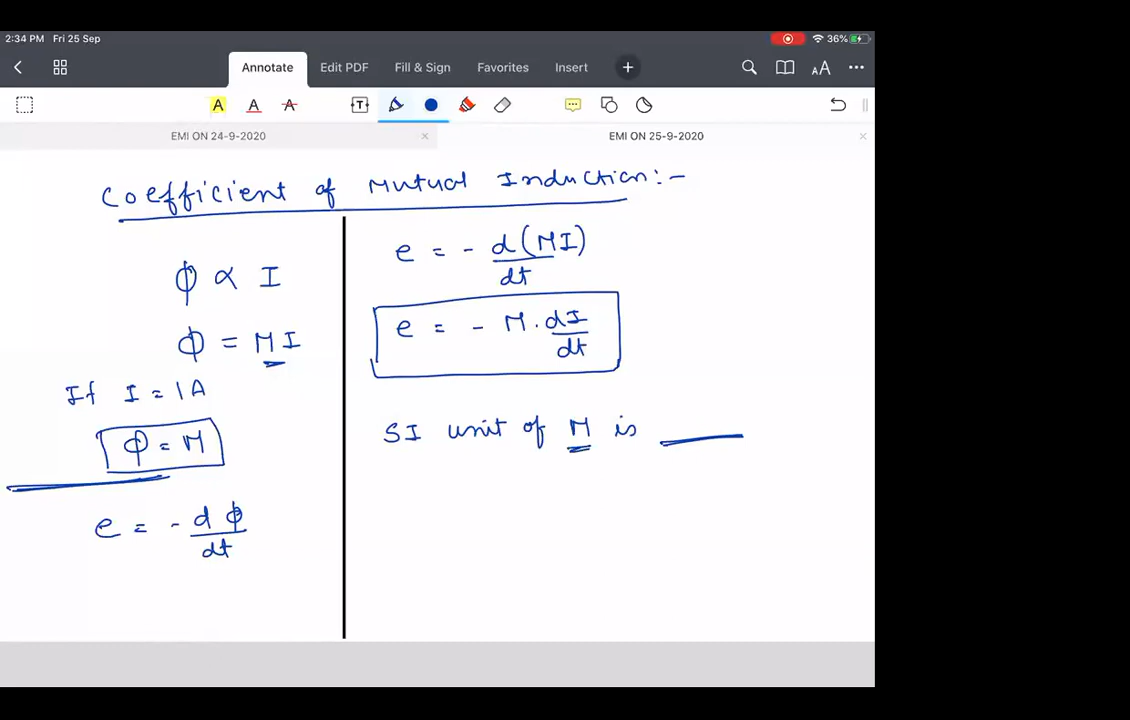 2:34 PM Fri 25 Sep
36%
Annotate Edit PDF Fill & Sign Favorites Insert
AA
A A A T
EMI ON 24-9-2020
EMI ON 25-9-2020
Coefficient of Mutual Induction:-
ϕ ∝ I
ϕ = MI
If I = 1A
ϕ = M
e = - dϕ/dt
e = - d(MI)/dt
e = - M. dI/dt
SI unit of M is ____